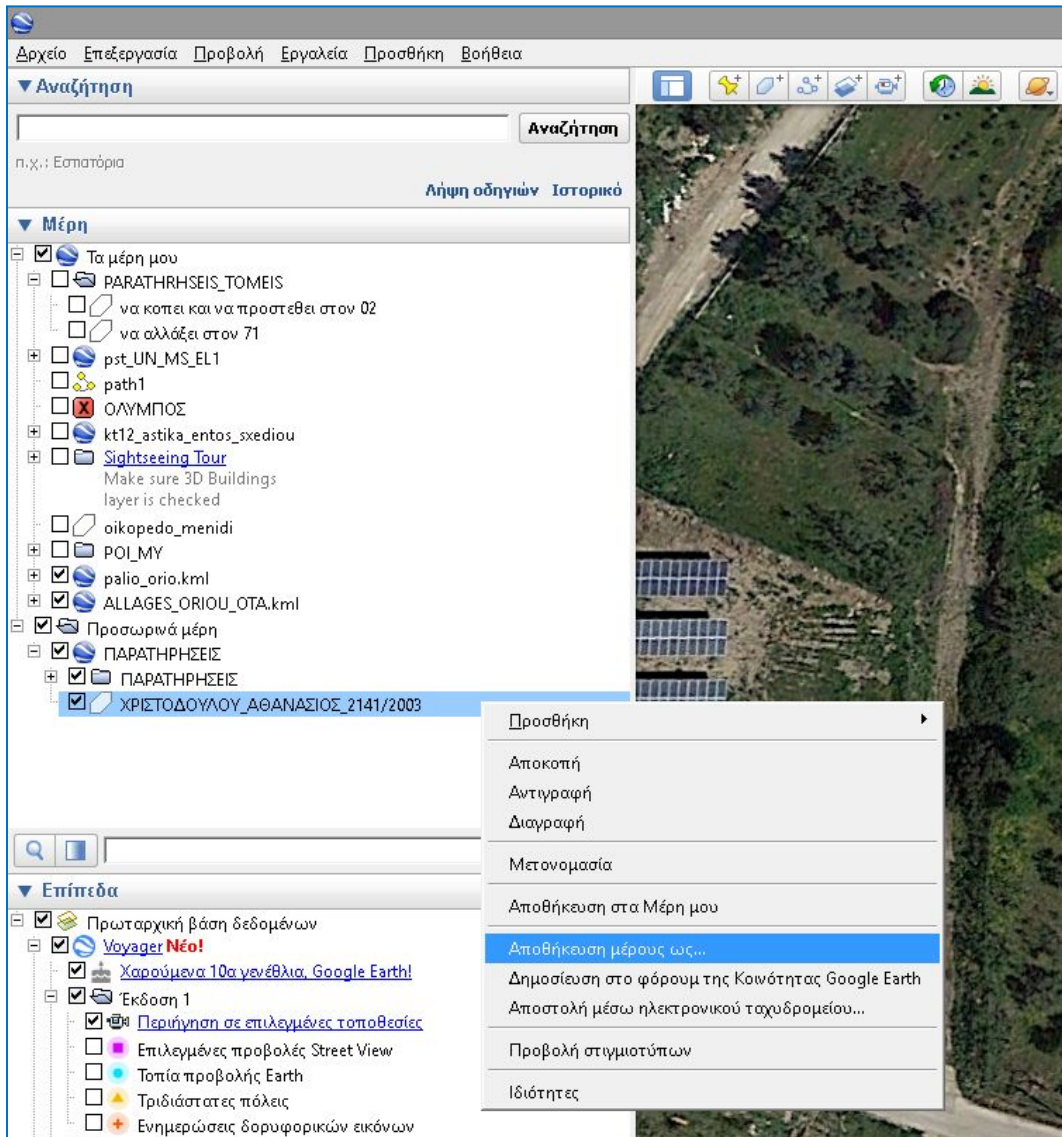 Αρχείο Επεξεργασία Προβολή Εργαλεία Προσθήκη Βοήθεια
Αναζήτηση
Αναζήτηση
π.χ.: Εσπατόρια
Λήψη οδηγιών Ιστορικό
Μέρη
Τα μέρη μου
PARATHRHSEIS_TOMEIS
να κοπει και να προστεθει στον 02
να αλλάξει στον 71
pst_UN_MS_EL1
path1
ΟΛΥΜΠΟΣ
kt12_astika_entos_sxediou
Sightseeing Tour
Make sure 3D Buildings
layer is checked
oikopedo_menidi
POI_MY
palio_orio.kml
ALLAGES_ORIOU_OTA.kml
Προσωρινά μέρη
ΠΑΡΑΤΗΡΗΣΕΙΣ
ΠΑΡΑΤΗΡΗΣΕΙΣ
ΧΡΙΣΤΟΔΟΥΛΟΥ_ΑΘΑΝΑΣΙΟΣ_2141/2003
Προσθήκη
Αποκοπή
Αντιγραφή
Διαγραφή
Μετονομασία
Αποθήκευση στα Μέρη μου
Αποθήκευση μέρους ως...
Δημοσίευση στο φόρουμ της Κοινότητας Google Earth
Αποστολή μέσω ηλεκτρονικού ταχυδρομείου...
Προβολή στιγμιοτύπων
Ιδιότητες
Επίπεδα
Πρωταρχική βάση δεδομένων
Voyager Νέο!
Χαρούμενα 10α γενέθλια, Google Earth!
Έκδοση 1
Περιήγηση σε επιλεγμένες τοποθεσίες
Επιλεγμένες προβολές Street View
Τοπία προβολής Earth
Τριδιάστατες πόλεις
Ενημερώσεις δορυφορικών εικόνων